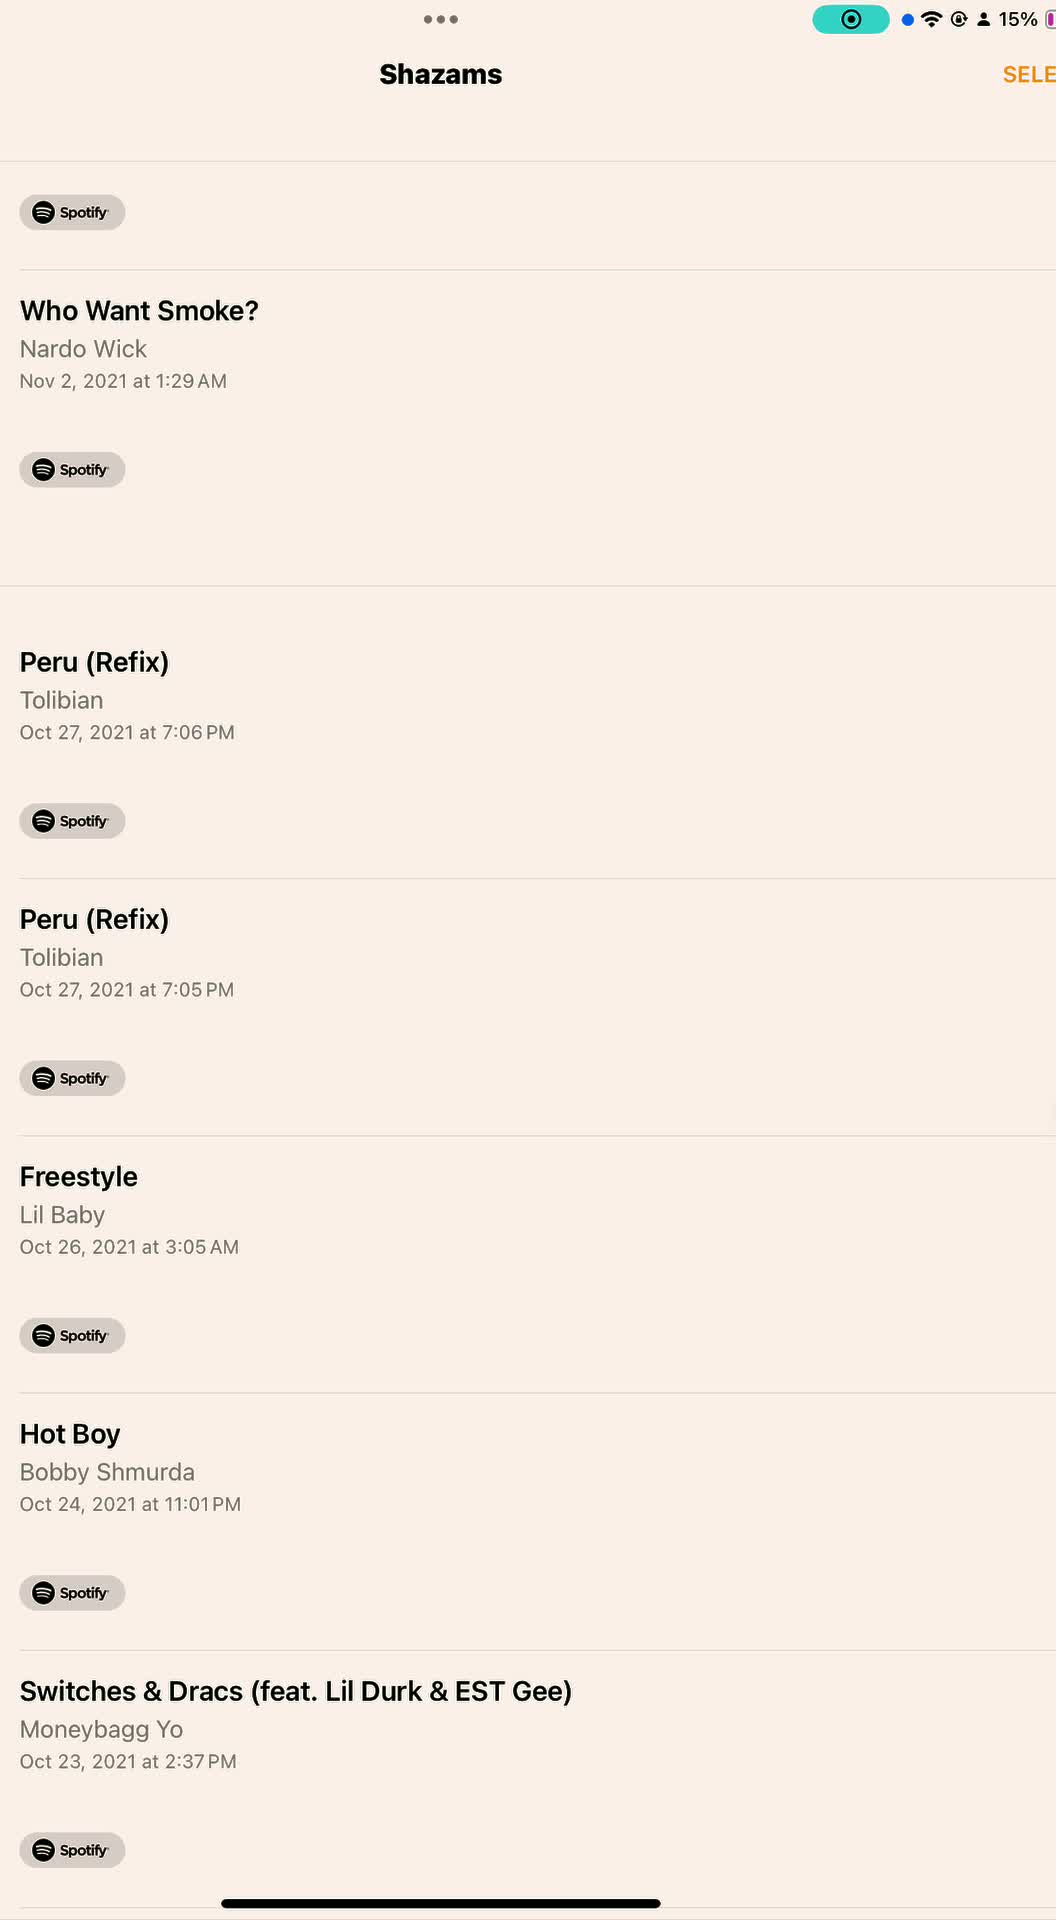 15%
Shazams
Spotify
Who Want Smoke?
Nardo Wick
Nov 2, 2021 at 1:29 AM
Spotify
Peru (Refix)
Tolibian
Oct 27, 2021 at 7:06 PM
Spotify
Peru (Refix)
Tolibian
Oct 27, 2021 at 7:05 PM
Spotify
Freestyle
Lil Baby
Oct 26, 2021 at 3:05 AM
Spotify
Hot Boy
Bobby Shmurda
Oct 24, 2021 at 11:01 PM
Spotify
Switches & Dracs (feat. Lil Durk & EST Gee)
Moneybagg Yo
Oct 23, 2021 at 2:37 PM
Spotify